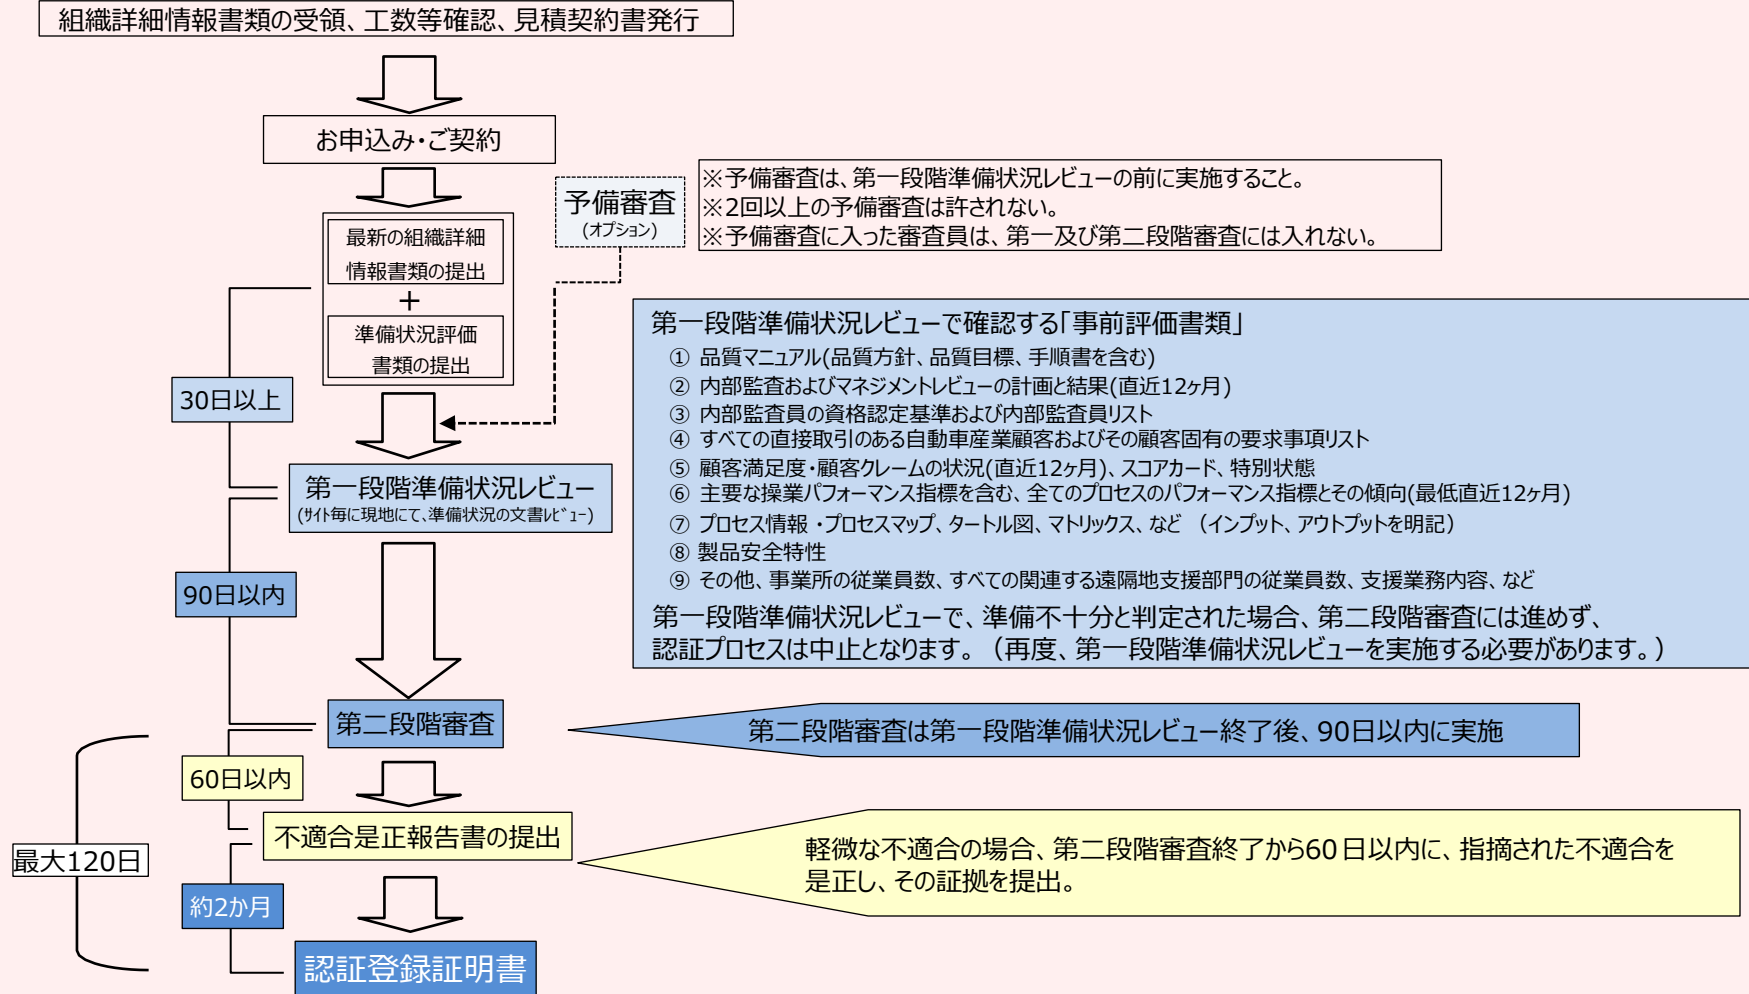 組織詳細情報書類の受領、工数等確認、見積契約書発行
お申込み・ご契約
予備審査
(オプション)
※予備審査は、第一段階準備状況レビューの前に実施すること。
※2回以上の予備審査は許されない。
※予備審査に入った審査員は、第一及び第二段階審査には入れない。
最新の組織詳細
情報書類の提出
＋
準備状況評価
書類の提出
30日以上
第一段階準備状況レビューで確認する「事前評価書類」
① 品質マニュアル(品質方針、品質目標、手順書を含む)
② 内部監査およびマネジメントレビューの計画と結果(直近12ヶ月)
③ 内部監査員の資格認定基準および内部監査員リスト
④ すべての直接取引のある自動車産業顧客およびその顧客固有の要求事項リスト
⑤ 顧客満足度・顧客クレームの状況(直近12ヶ月)、スコアカード、特別状態
⑥ 主要な操業パフォーマンス指標を含む、全てのプロセスのパフォーマンス指標とその傾向(最低直近12ヶ月)
⑦ プロセス情報 ・プロセスマップ、タートル図、マトリックス、など （インプット、アウトプットを明記）
⑧ 製品安全特性
⑨ その他、事業所の従業員数、すべての関連する遠隔地支援部門の従業員数、支援業務内容、など
第一段階準備状況レビューで、準備不十分と判定された場合、第二段階審査には進めず、
認証プロセスは中止となります。（再度、第一段階準備状況レビューを実施する必要があります。）
第一段階準備状況レビュー
(サイト毎に現地にて、準備状況の文書レビュー)
90日以内
第二段階審査
第二段階審査は第一段階準備状況レビュー終了後、90日以内に実施
60日以内
不適合是正報告書の提出
軽微な不適合の場合、第二段階審査終了から60日以内に、指摘された不適合を
是正し、その証拠を提出。
最大120日
約2か月
認証登録証明書